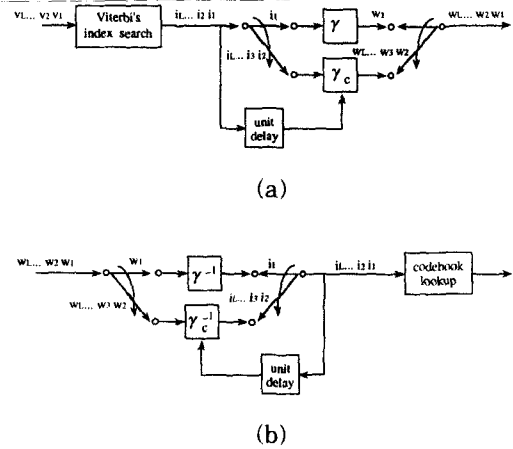 vL... v2 v1
Viterbi's
index search
iL... i2 i1
i1
γ
w1
wL... w2 w1
iL... i3 i2
γ c
wL... w3 w2
unit
delay
(a)
wL... w2 w1
w1
γ⁻¹
i1
iL... i2 i1
codebook
lookup
wL... w3 w2
γ c ⁻¹
iL... i3 i2
unit
delay
(b)